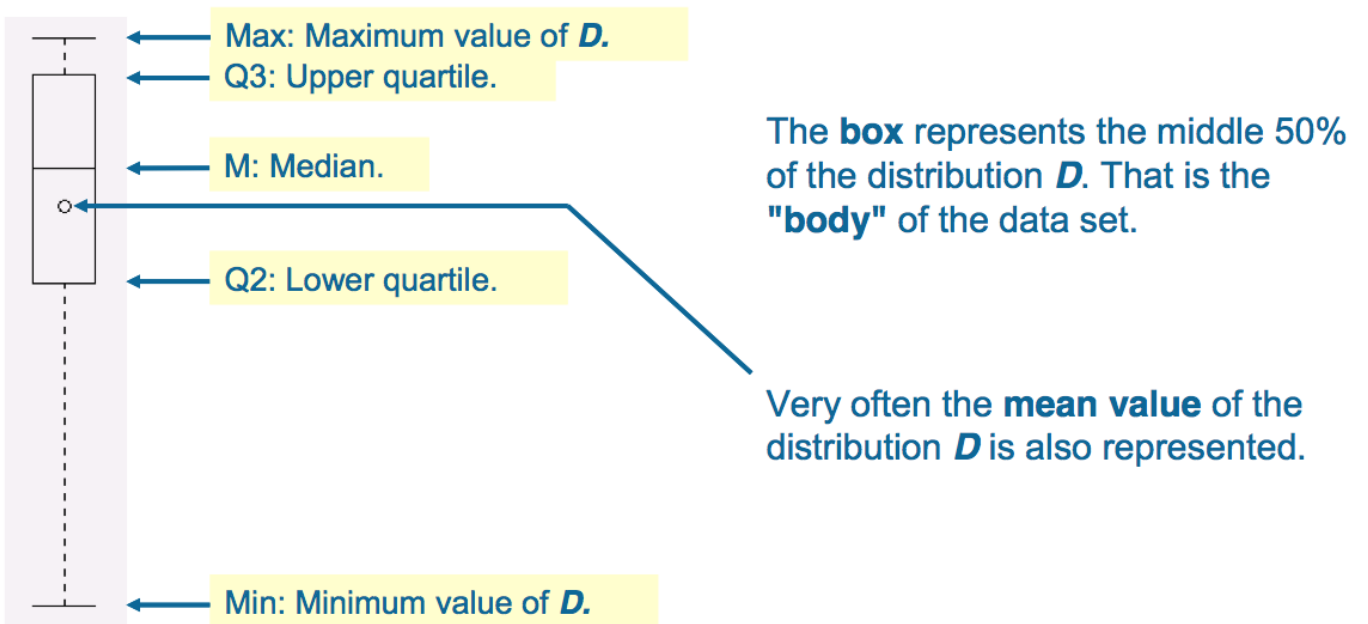 Max: Maximum value of D.
Q3: Upper quartile.
The box represents the middle 50%
of the distribution D. That is the
"body" of the data set.
M: Median.
Q2: Lower quartile.
Very often the mean value of the
distribution D is also represented.
Min: Minimum value of D.